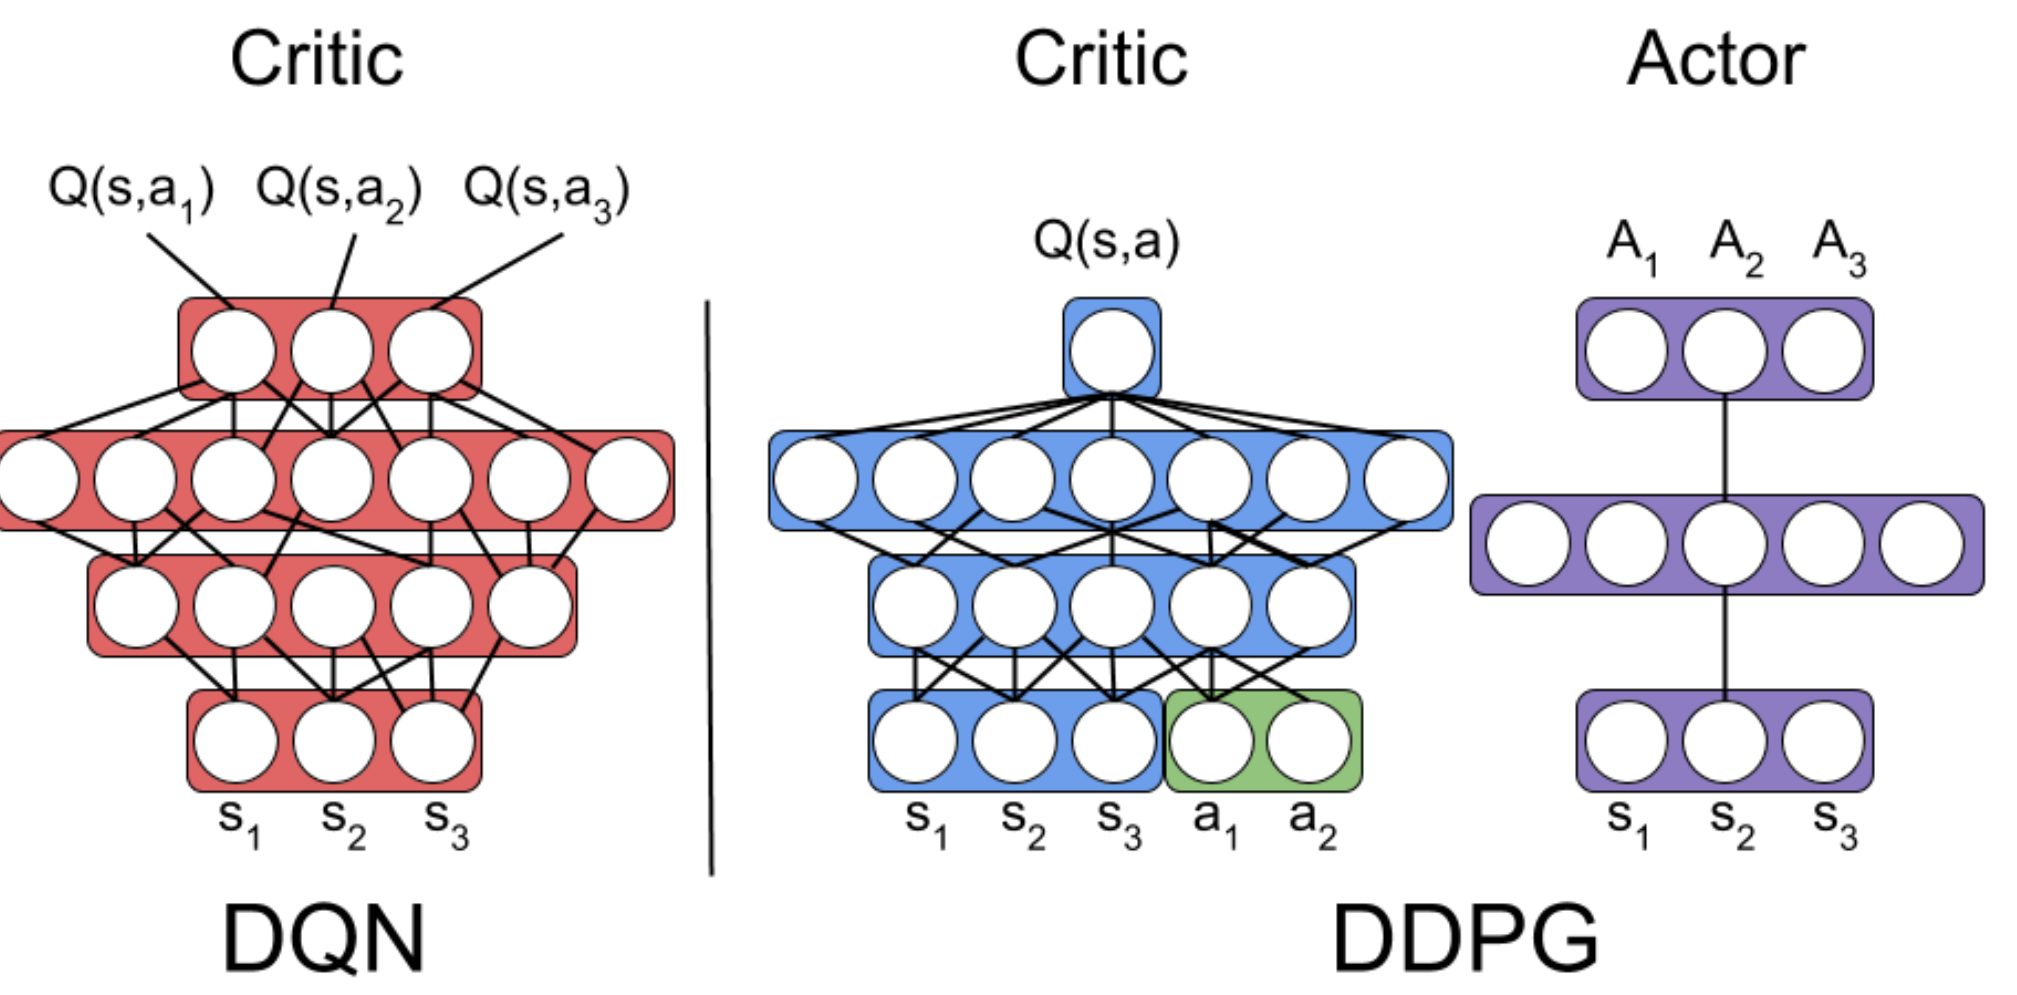 Critic Critic Actor
Q(s,a₁) Q(s,a₂) Q(s,a₃)
Q(s,a) A₁ A₂ A₃
s₁ s₂ s₃ s₁ s₂ s₃ a₁ a₂ s₁ s₂ s₃
DQN DDPG